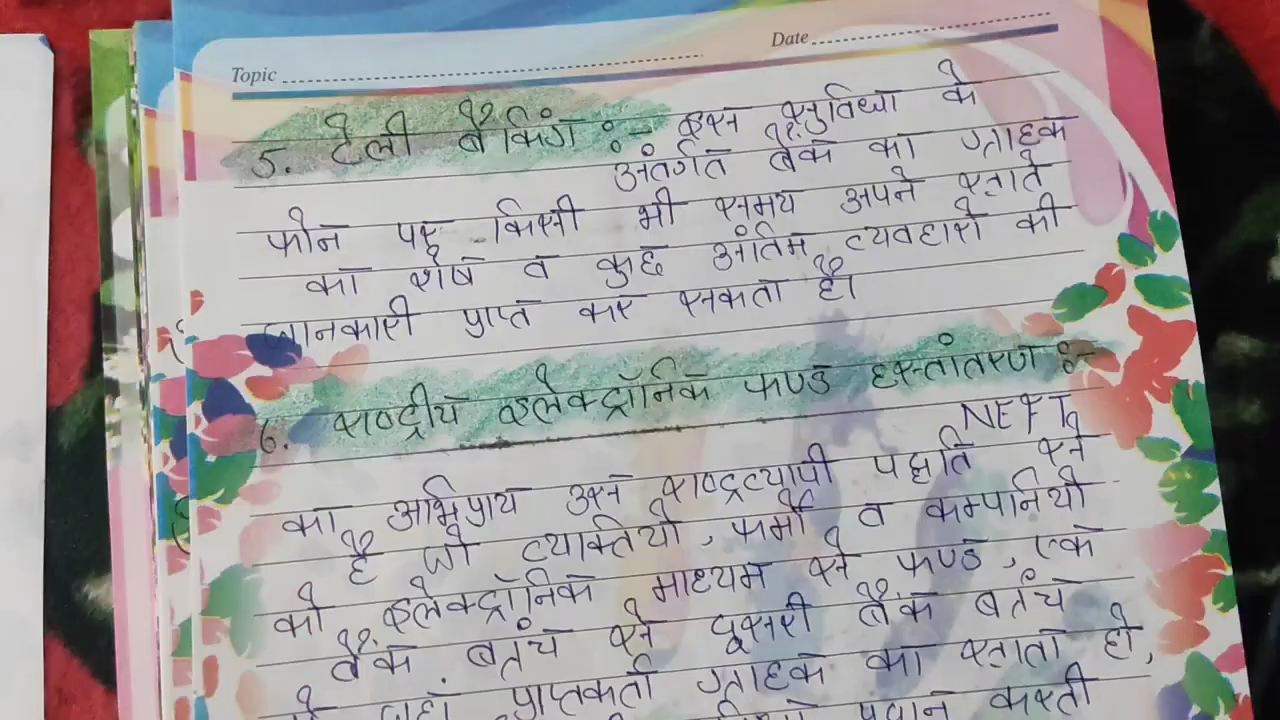 Topic
Date
5. टेली बैंकिंग :- इस सुविधा के
अंतर्गत बैंक का ग्राहक
फोन पर किसी भी समय अपने खाते
का शेष व कुछ अंतिम व्यवहारों की
जानकारी प्राप्त कर सकता है।
6. राष्ट्रीय इलेक्ट्रॉनिक फण्ड हस्तांतरण :-
NEFT
का अभिप्राय उस राष्ट्रव्यापी पद्धति से
है जो व्यक्तियों, फर्मों व कम्पनियों
को इलेक्ट्रॉनिक माध्यम से फण्ड, एक
बैंक ब्रांच से दूसरी बैंक ब्रांच
में जहाँ प्राप्तकर्ता ग्राहक का खाता हो,
प्रदान करती